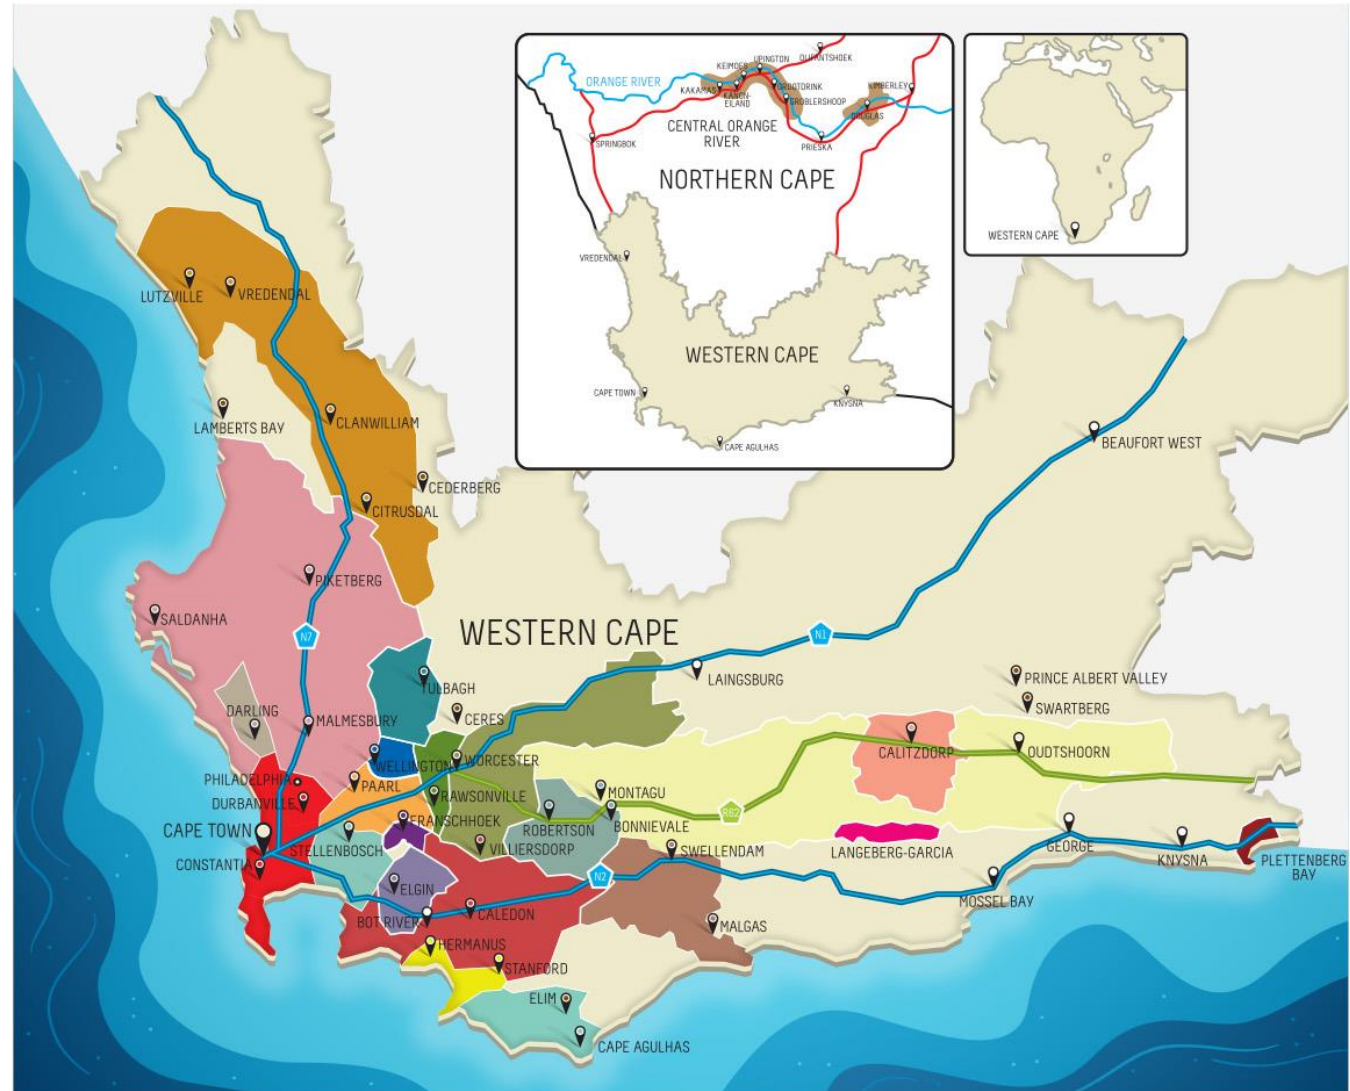 ORANGE RIVER
KEIMOES
UPINGTON
OLIFANTSHOEK
KAKAMAS
KANON-
EILAND
GROOTDRINK
GROBLERSHOOP
KIMBERLEY
DOUGLAS
CENTRAL ORANGE
RIVER
PRIESKA
SPRINGBOK
NORTHERN CAPE
VREDENDAL
WESTERN CAPE
CAPE TOWN
KNYSNA
CAPE AGULHAS
WESTERN CAPE
LUTZVILLE
VREDENDAL
LAMBERTS BAY
CLANWILLIAM
CEDERBERG
CITRUSDAL
BEAUFORT WEST
PIKETBERG
SALDANHA
N7
WESTERN CAPE
N1
TULBAGH
LAINGSBURG
PRINCE ALBERT VALLEY
SWARTBERG
DARLING
MALMESBURY
CERES
CALITZDORP
OUDTSHOORN
WELLINGTON
WORCESTER
PHILADELPHIA
PAARL
RAWSONVILLE
MONTAGU
DURBANVILLE
R62
CAPE TOWN
FRANSCHHOEK
ROBERTSON
BONNIEVALE
CONSTANTIA
STELLENBOSCH
VILLIERSDORP
SWELLENDAM
LANGEBERG-GARCIA
GEORGE
KNYSNA
PLETTENBERG
BAY
ELGIN
N2
MOSSEL BAY
BOT RIVER
CALEDON
MALGAS
HERMANUS
STANFORD
ELIM
CAPE AGULHAS